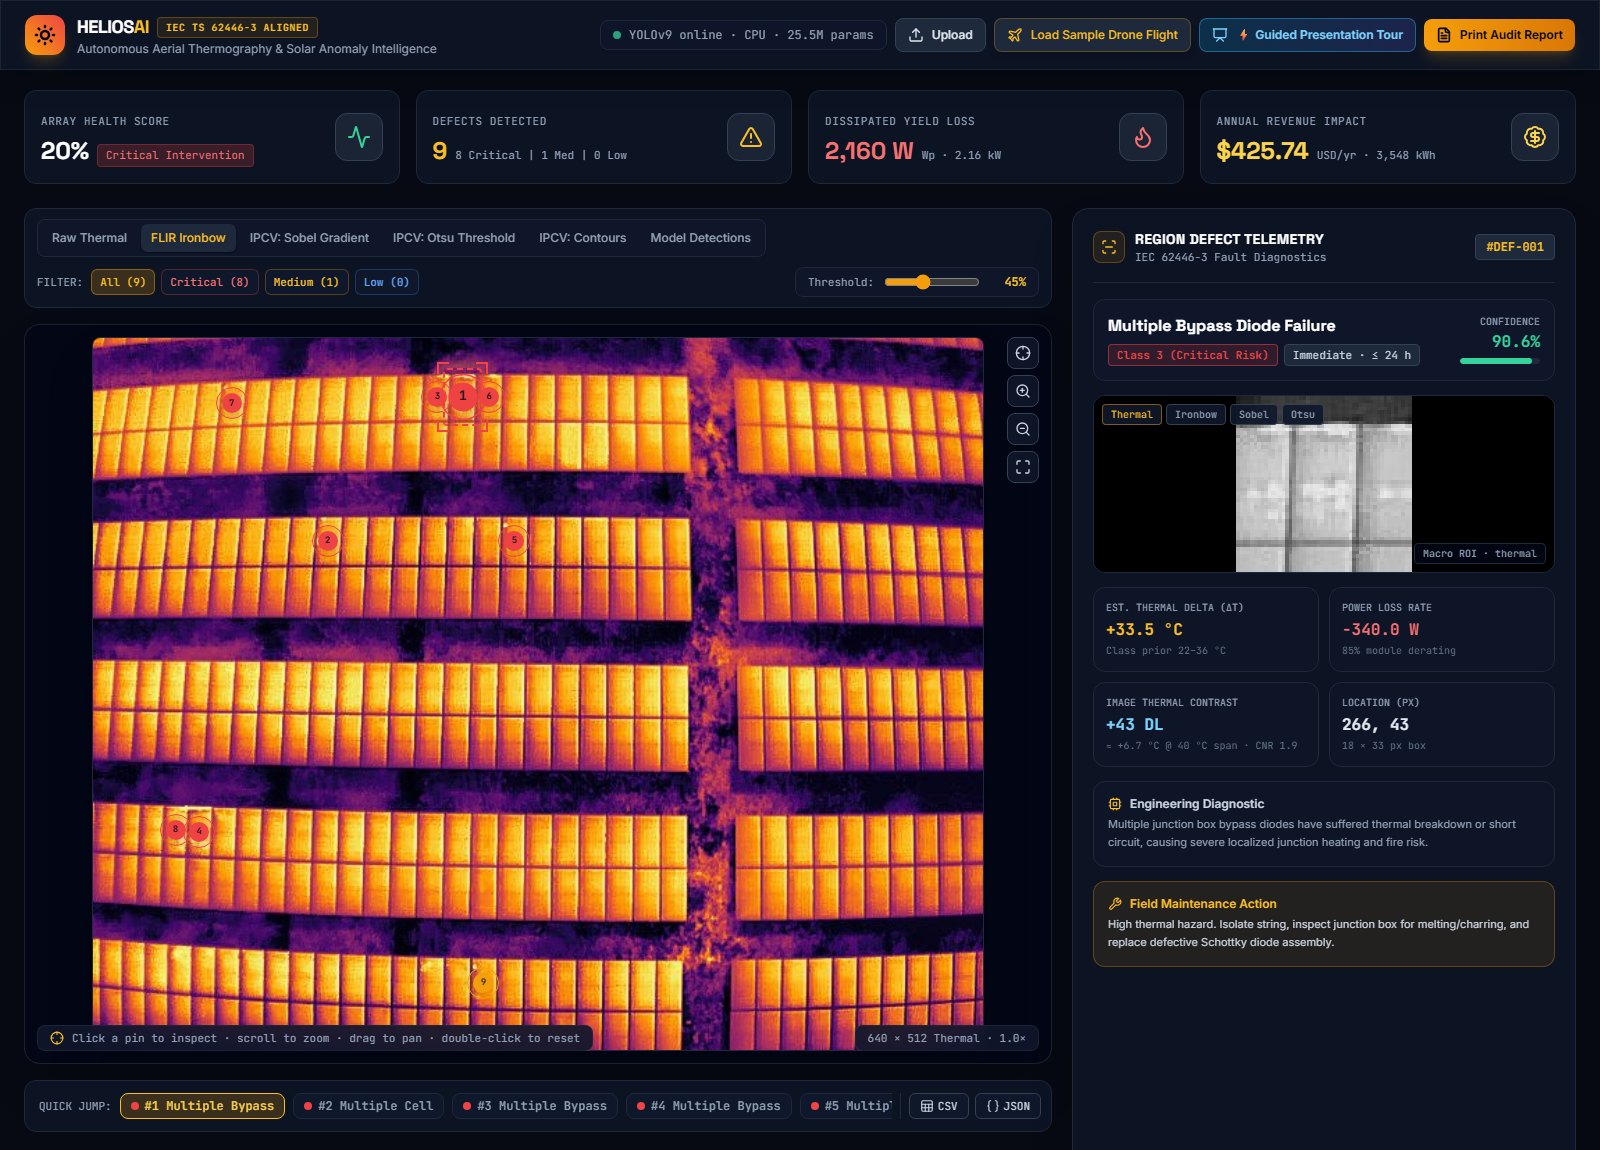 HELIOSAI
IEC TS 62446-3 ALIGNED
Autonomous Aerial Thermography & Solar Anomaly Intelligence
YOLOv9 online · CPU · 25.5M params
Upload
Load Sample Drone Flight
Guided Presentation Tour
Print Audit Report
ARRAY HEALTH SCORE
20% Critical Intervention
DEFECTS DETECTED
9 8 Critical | 1 Med | 0 Low
DISSIPATED YIELD LOSS
2,160 W Wp · 2.16 kW
ANNUAL REVENUE IMPACT
$425.74 USD/yr · 3,548 kWh
Raw Thermal FLIR Ironbow IPCV: Sobel Gradient IPCV: Otsu Threshold IPCV: Contours Model Detections
FILTER: All (9) Critical (8) Medium (1) Low (0)
Threshold: 45%
7 3 1 6
2 5
8 4
9
Click a pin to inspect · scroll to zoom · drag to pan · double-click to reset
640 × 512 Thermal · 1.0×
QUICK JUMP: #1 Multiple Bypass #2 Multiple Cell #3 Multiple Bypass #4 Multiple Bypass #5 Multip
CSV
{} JSON
REGION DEFECT TELEMETRY
IEC 62446-3 Fault Diagnostics
#DEF-001
Multiple Bypass Diode Failure
Class 3 (Critical Risk) Immediate · ≤ 24 h
CONFIDENCE
90.6%
Thermal Ironbow Sobel Otsu
Macro ROI · thermal
EST. THERMAL DELTA (ΔT)
+33.5 °C
Class prior 22–36 °C
POWER LOSS RATE
-340.0 W
85% module derating
IMAGE THERMAL CONTRAST
+43 DL
≈ +6.7 °C @ 40 °C span · CNR 1.9
LOCATION (PX)
266, 43
18 × 33 px box
Engineering Diagnostic
Multiple junction box bypass diodes have suffered thermal breakdown or short
circuit, causing severe localized junction heating and fire risk.
Field Maintenance Action
High thermal hazard. Isolate string, inspect junction box for melting/charring, and
replace defective Schottky diode assembly.